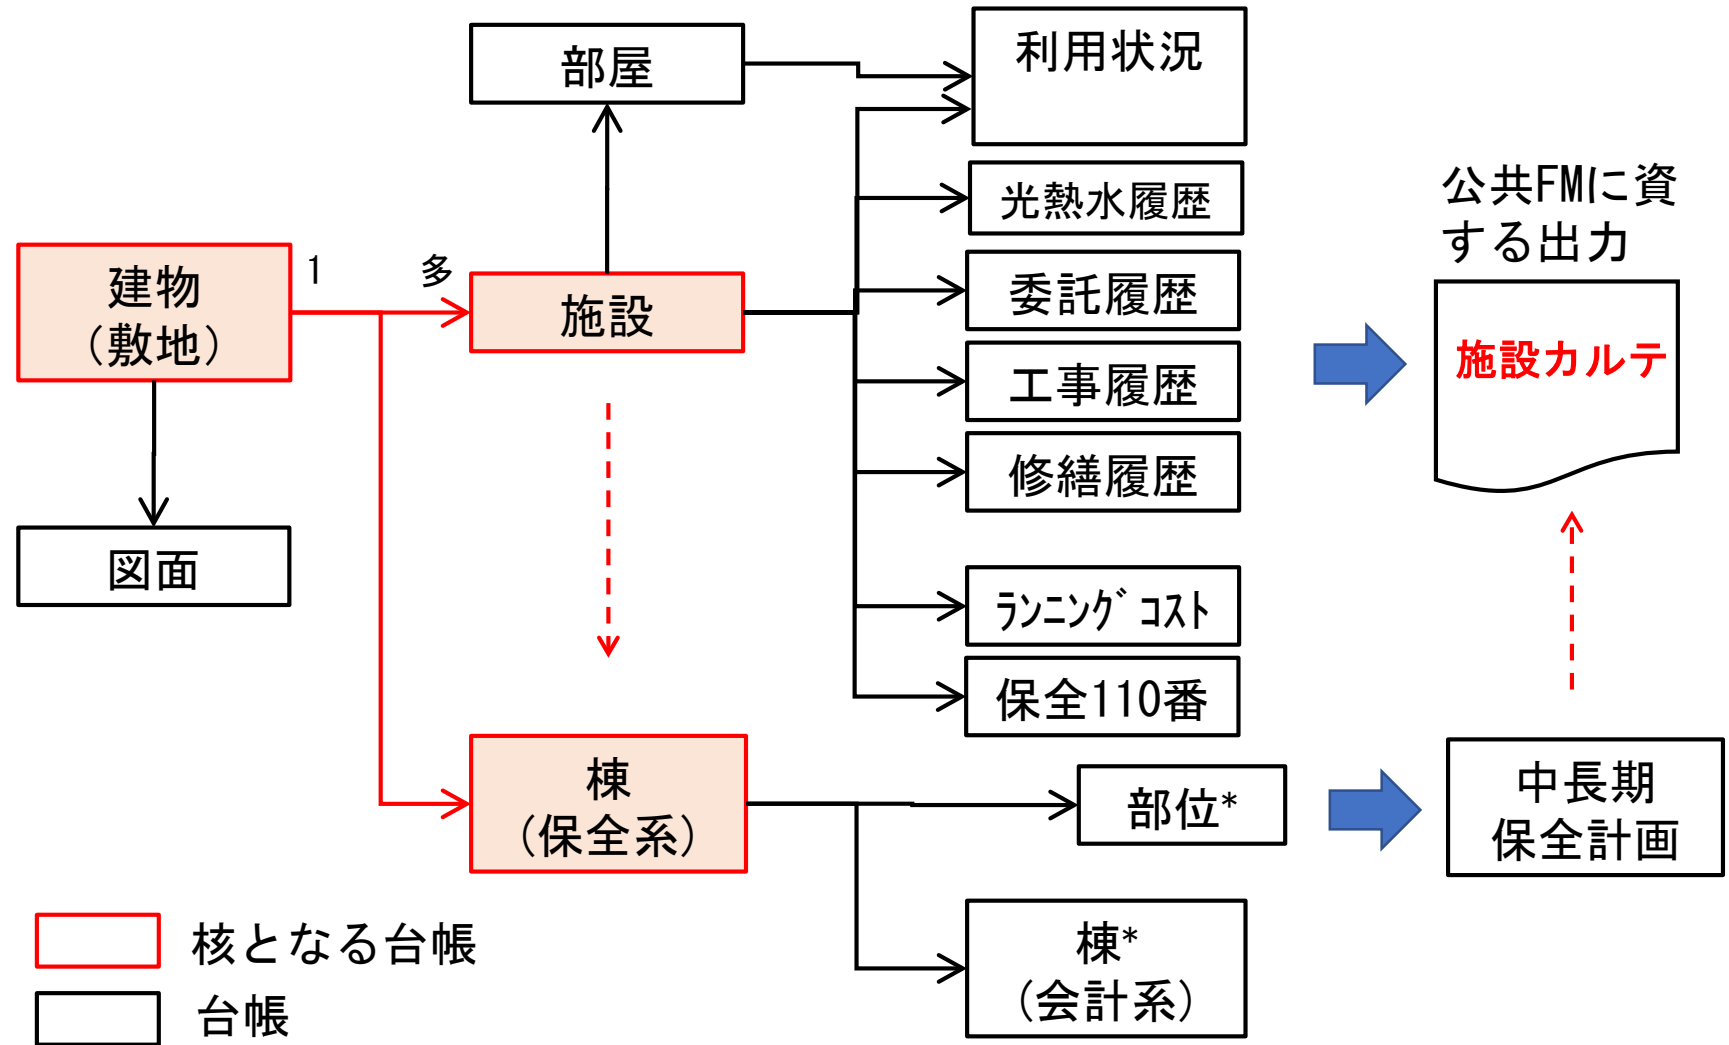 部屋
利用状況
光熱水履歴
公共FMに資
する出力
建物
(敷地)
1
多
施設
委託履歴
工事履歴
施設カルテ
修繕履歴
図面
ﾗﾝﾆﾝｸﾞｺｽﾄ
保全110番
棟
(保全系)
部位*
中長期
保全計画
棟*
(会計系)
核となる台帳
台帳